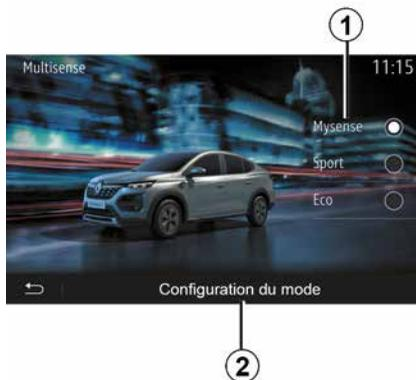 1
Multisense 11:15
Mysense
Sport
Eco
Configuration du mode
2